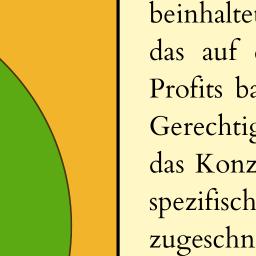 beinhaltet
das auf
Profits ba
Gerechtig
das Konz
spezifisch
zugeschn